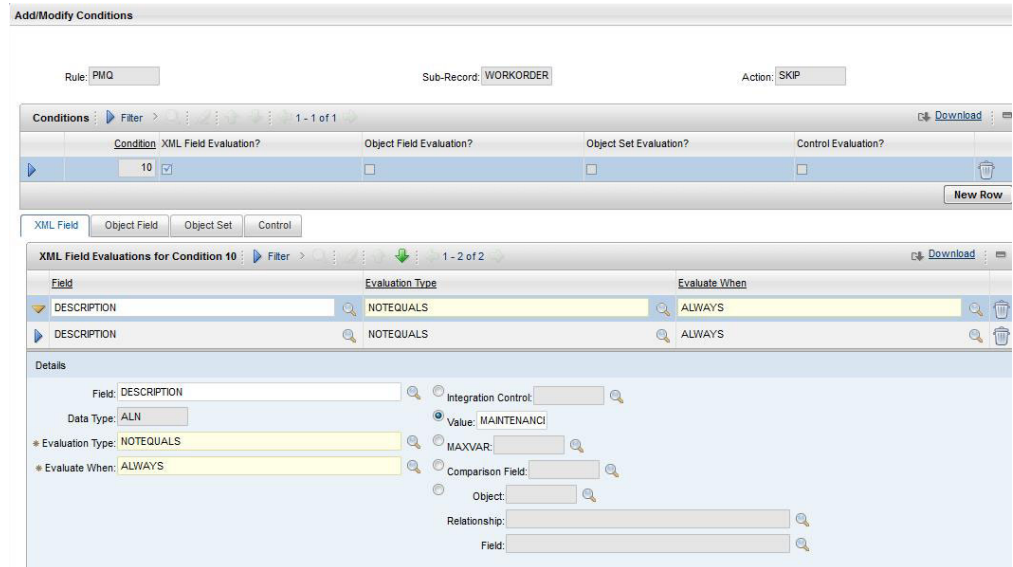 Add/Modify Conditions
Rule: PMQ Sub-Record: WORKORDER Action: SKIP
Conditions Filter 1 - 1 of 1 Download
Condition XML Field Evaluation? Object Field Evaluation? Object Set Evaluation? Control Evaluation?
10
New Row
XML Field Object Field Object Set Control
XML Field Evaluations for Condition 10 Filter 1 - 2 of 2 Download
Field Evaluation Type Evaluate When
DESCRIPTION NOTEQUALS ALWAYS
DESCRIPTION NOTEQUALS ALWAYS
Details
Field: DESCRIPTION Integration Control:
Data Type: ALN Value: MAINTENANCE
Evaluation Type: NOTEQUALS MAXVAR:
Evaluate When: ALWAYS Comparison Field:
Object:
Relationship:
Field: